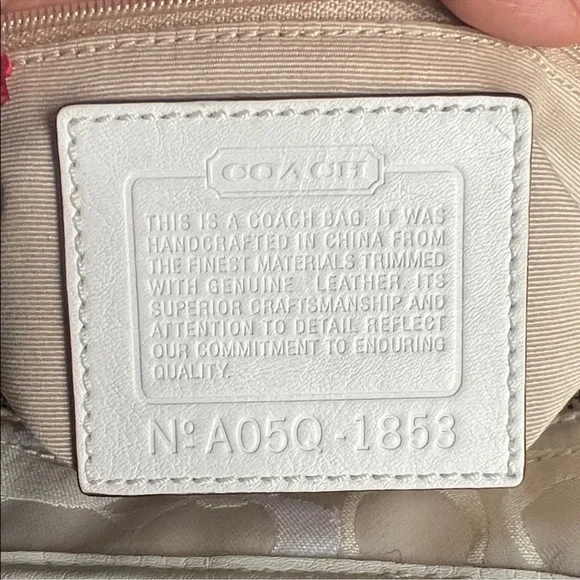 COACH
THIS IS A COACH BAG. IT WAS
HANDCRAFTED IN CHINA FROM
THE FINEST MATERIALS TRIMMED
WITH GENUINE LEATHER. ITS
SUPERIOR CRAFTSMANSHIP AND
ATTENTION TO DETAIL REFLECT
OUR COMMITMENT TO ENDURING
QUALITY.
Nº A05Q-1853